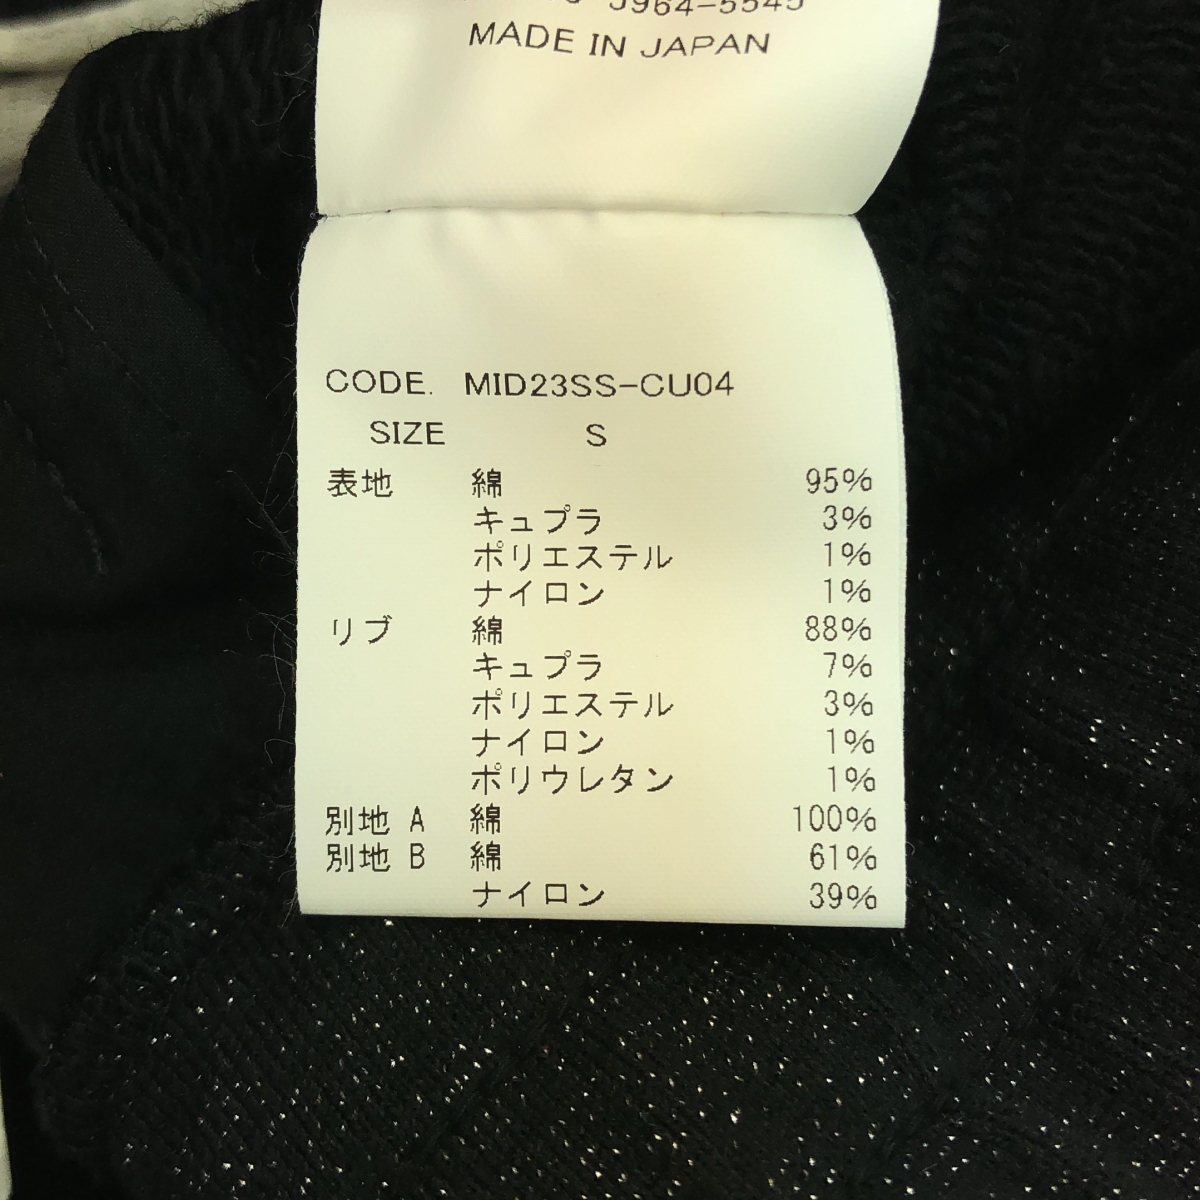 5964-5545
MADE IN JAPAN
CODE. MID23SS-CU04
SIZE S
表地 綿 95%
キュプラ 3%
ポリエステル 1%
ナイロン 1%
リブ 綿 88%
キュプラ 7%
ポリエステル 3%
ナイロン 1%
ポリウレタン 1%
別地 A 綿 100%
別地 B 綿 61%
ナイロン 39%